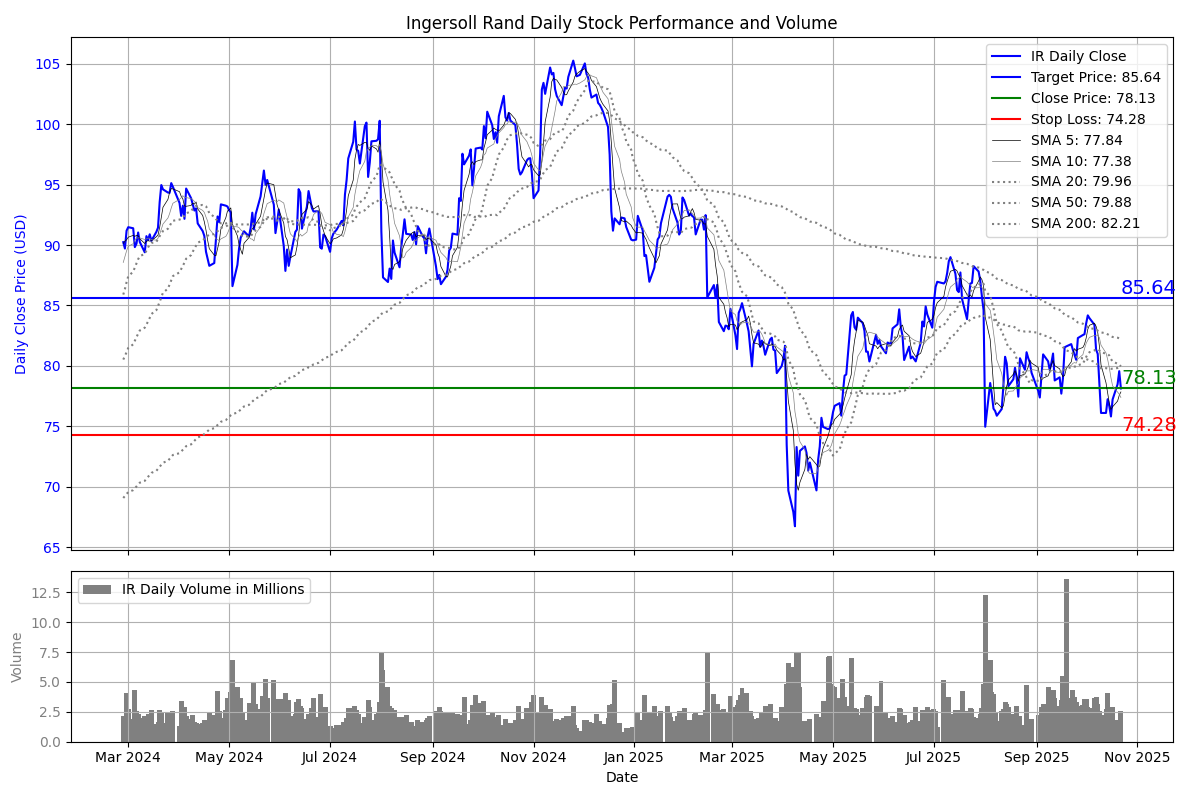 Ingersoll Rand Daily Stock Performance and Volume
Daily Close Price (USD)
105
100
95
90
85
80
75
70
65
IR Daily Close
Target Price: 85.64
Close Price: 78.13
Stop Loss: 74.28
SMA 5: 77.84
SMA 10: 77.38
SMA 20: 79.96
SMA 50: 79.88
SMA 200: 82.21
85.64
78.13
74.28
Volume
12.5
10.0
7.5
5.0
2.5
0.0
IR Daily Volume in Millions
Mar 2024 May 2024 Jul 2024 Sep 2024 Nov 2024 Jan 2025 Mar 2025 May 2025 Jul 2025 Sep 2025 Nov 2025
Date